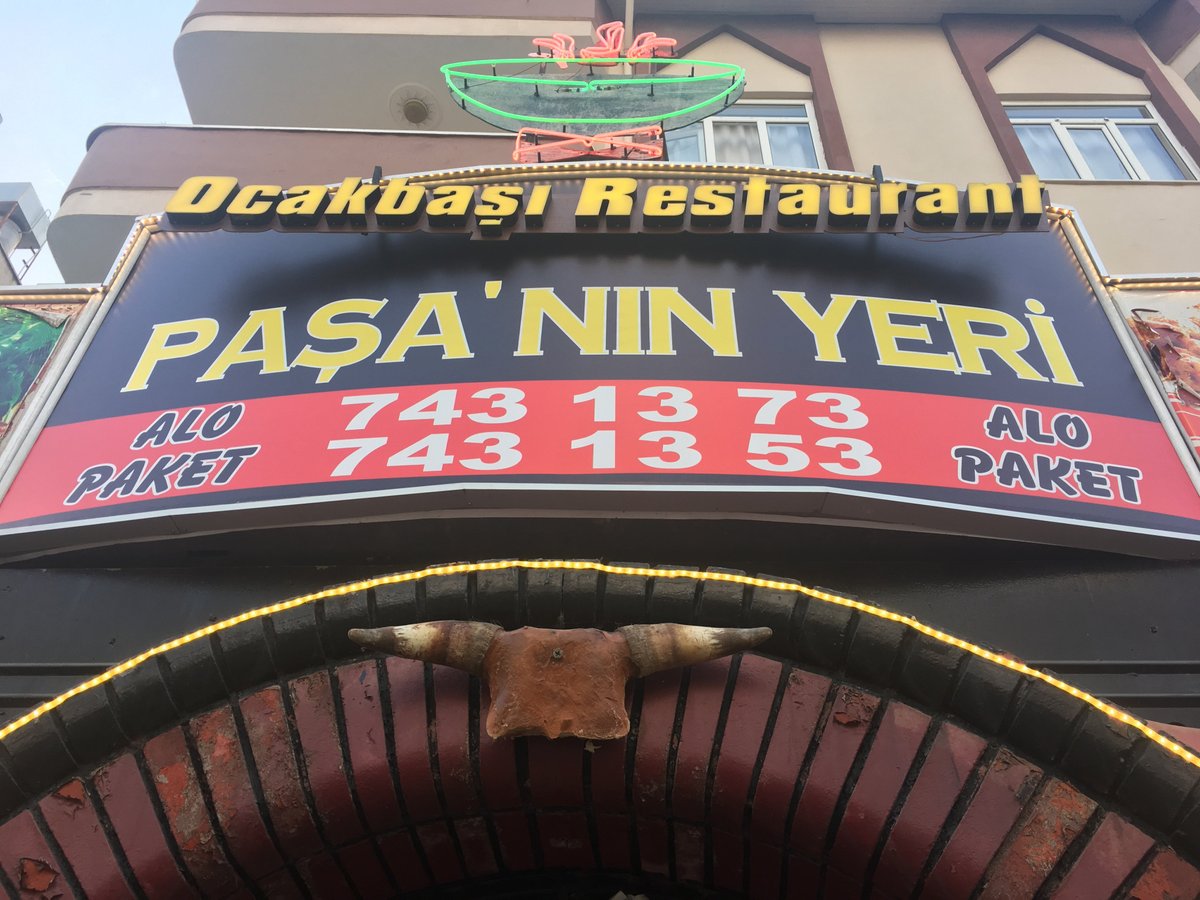 Ocakbaşı Restaurant
PAŞA'NIN YERİ
ALO PAKET
743 13 73
743 13 53
ALO PAKET